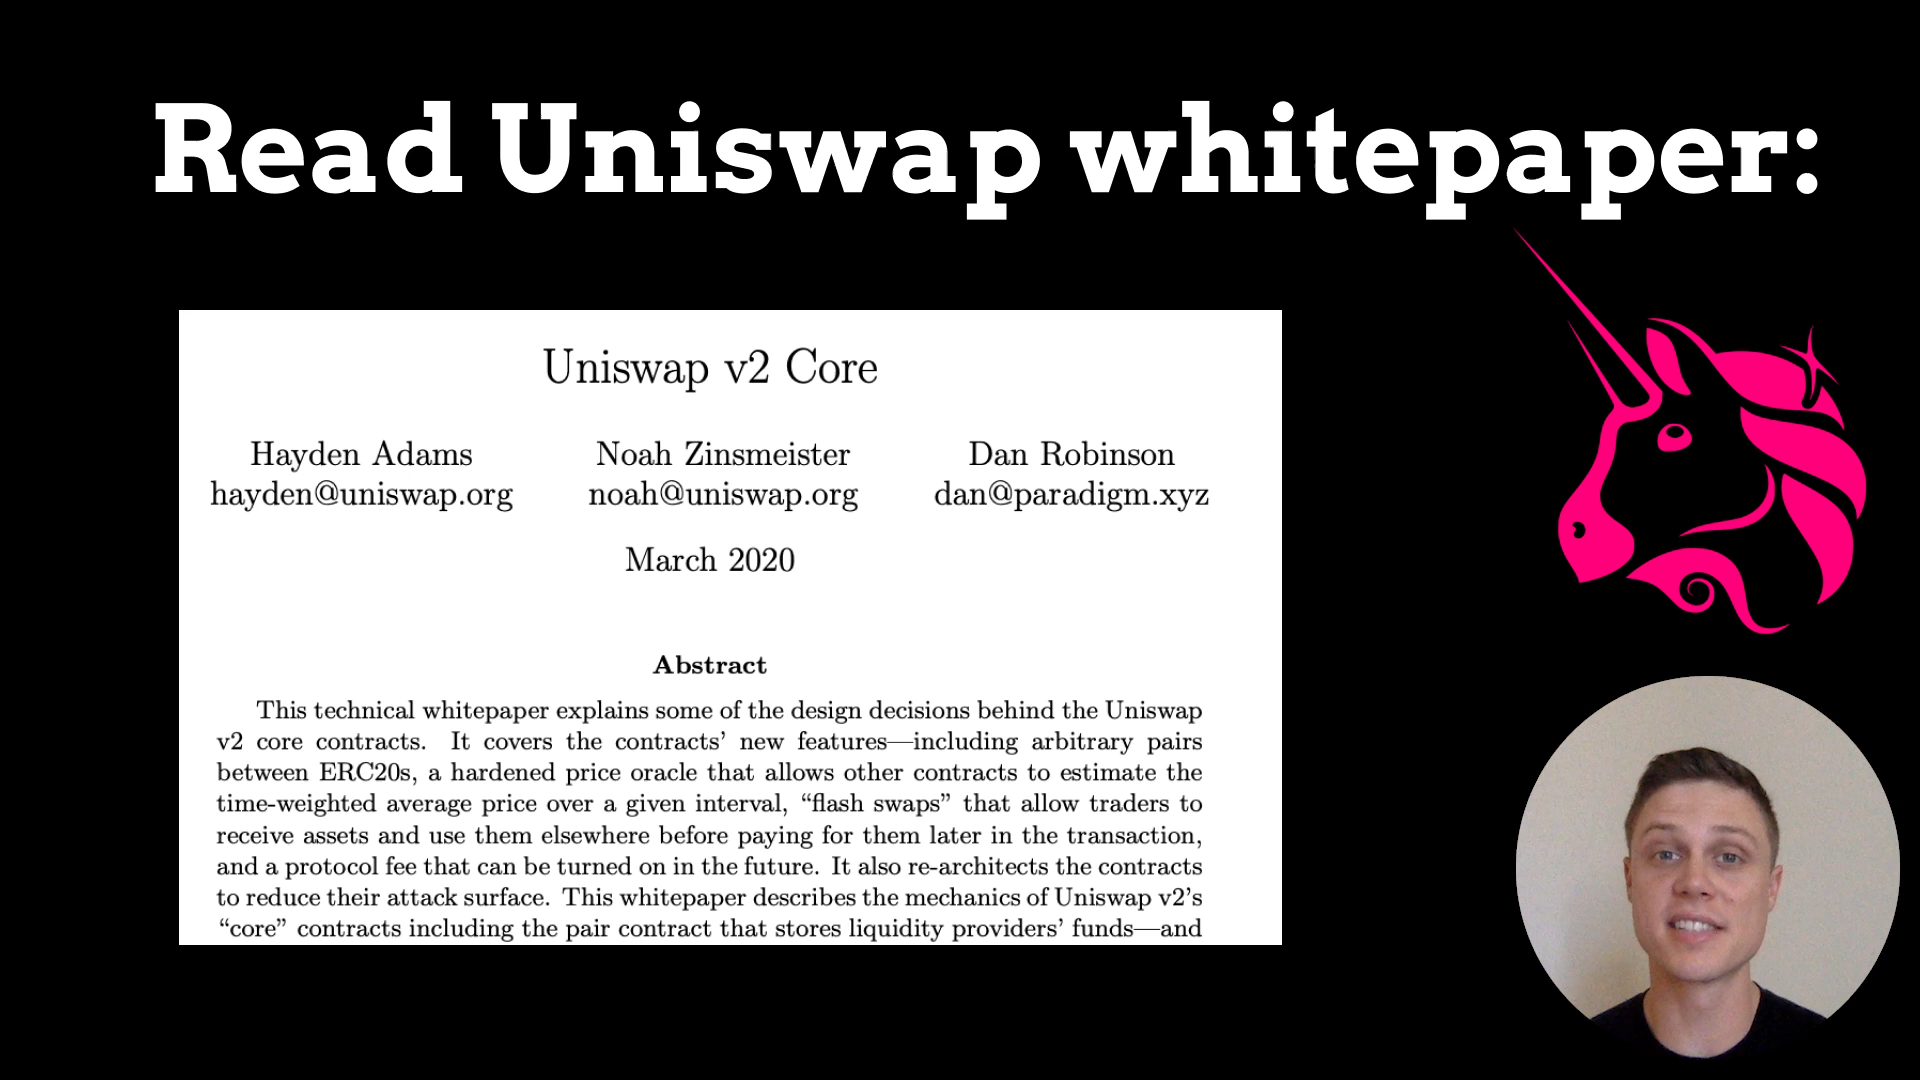 Read Uniswap whitepaper:
Uniswap v2 Core
Hayden Adams Noah Zinsmeister Dan Robinson
hayden@uniswap.org noah@uniswap.org dan@paradigm.xyz
March 2020
Abstract
This technical whitepaper explains some of the design decisions behind the Uniswap
v2 core contracts. It covers the contracts’ new features—including arbitrary pairs
between ERC20s, a hardened price oracle that allows other contracts to estimate the
time-weighted average price over a given interval, “flash swaps” that allow traders to
receive assets and use them elsewhere before paying for them later in the transaction,
and a protocol fee that can be turned on in the future. It also re-architects the contracts
to reduce their attack surface. This whitepaper describes the mechanics of Uniswap v2’s
“core” contracts including the pair contract that stores liquidity providers’ funds—and